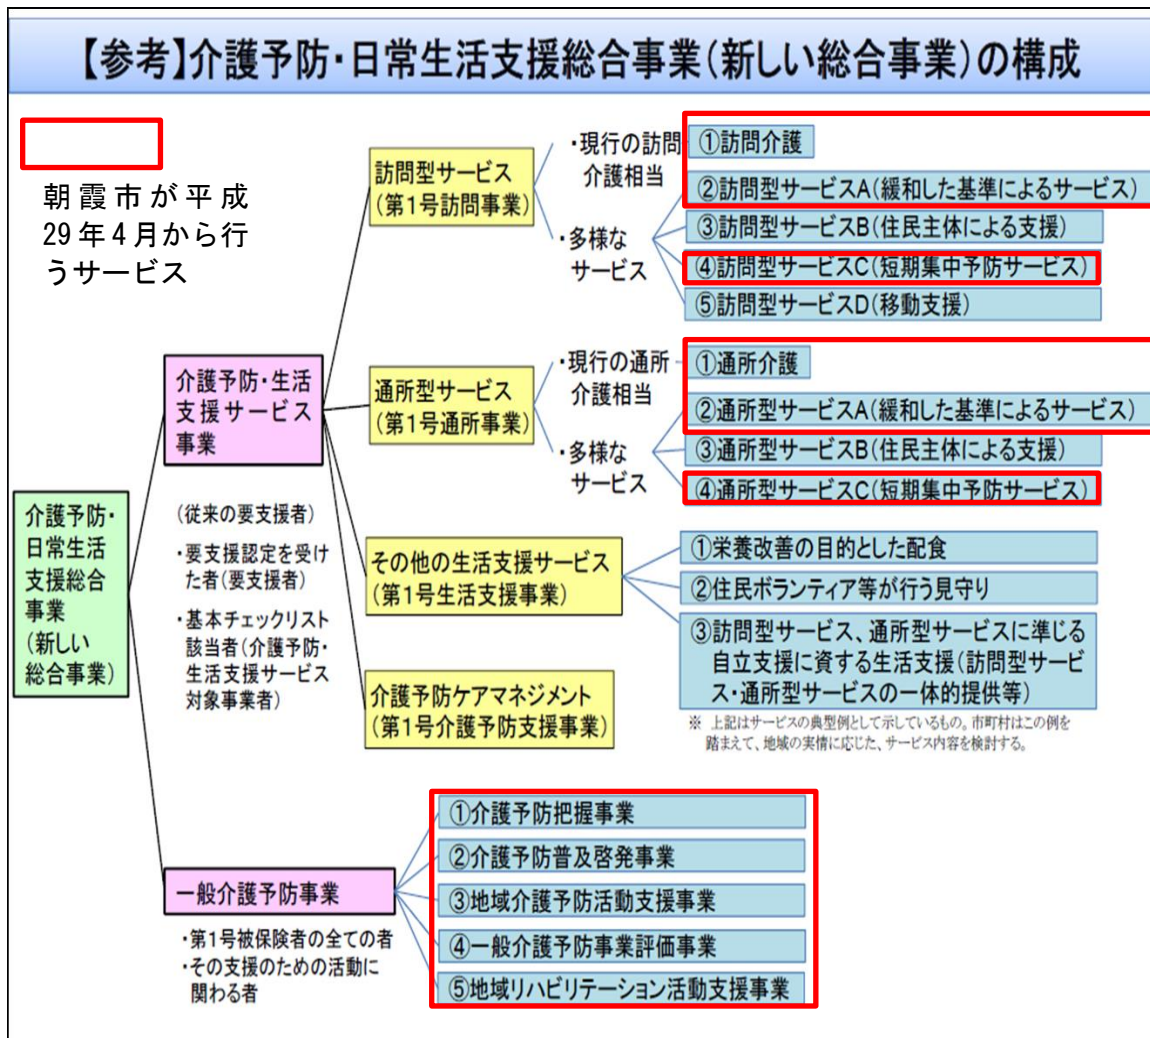 【参考】介護予防・日常生活支援総合事業(新しい総合事業)の構成
朝霞市が平成
29年4月から行
うサービス
介護予防・
日常生活
支援総合
事業
(新しい
総合事業)
介護予防・生活
支援サービス
事業
(従来の要支援者)
・要支援認定を受け
た者(要支援者)
・基本チェックリスト
該当者(介護予防・
生活支援サービス
対象事業者)
訪問型サービス
(第1号訪問事業)
・現行の訪問
介護相当
①訪問介護
・多様な
サービス
②訪問型サービスA(緩和した基準によるサービス)
③訪問型サービスB(住民主体による支援)
④訪問型サービスC(短期集中予防サービス)
⑤訪問型サービスD(移動支援)
通所型サービス
(第1号通所事業)
・現行の通所
介護相当
①通所介護
・多様な
サービス
②通所型サービスA(緩和した基準によるサービス)
③通所型サービスB(住民主体による支援)
④通所型サービスC(短期集中予防サービス)
その他の生活支援サービス
(第1号生活支援事業)
①栄養改善の目的とした配食
②住民ボランティア等が行う見守り
③訪問型サービス、通所型サービスに準じる
自立支援に資する生活支援(訪問型サービ
ス・通所型サービスの一体的提供等)
※ 上記はサービスの典型例として示しているもの。市町村はこの例を
踏まえて、地域の実情に応じた、サービス内容を検討する。
介護予防ケアマネジメント
(第1号介護予防支援事業)
一般介護予防事業
・第1号被保険者の全ての者
・その支援のための活動に
関わる者
①介護予防把握事業
②介護予防普及啓発事業
③地域介護予防活動支援事業
④一般介護予防事業評価事業
⑤地域リハビリテーション活動支援事業